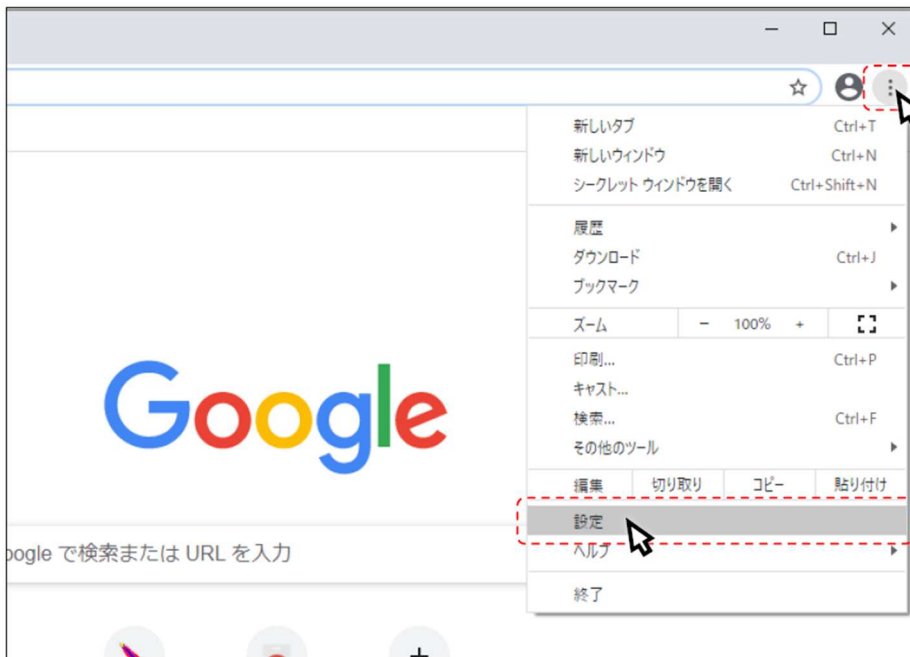 新しいタブ Ctrl+T
新しいウィンドウ Ctrl+N
シークレット ウィンドウを開く Ctrl+Shift+N
履歴
ダウンロード Ctrl+J
ブックマーク
ズーム － 100% +
印刷... Ctrl+P
キャスト...
検索... Ctrl+F
その他のツール
編集 切り取り コピー 貼り付け
設定
ヘルプ
終了
Google
oogle で検索または URL を入力